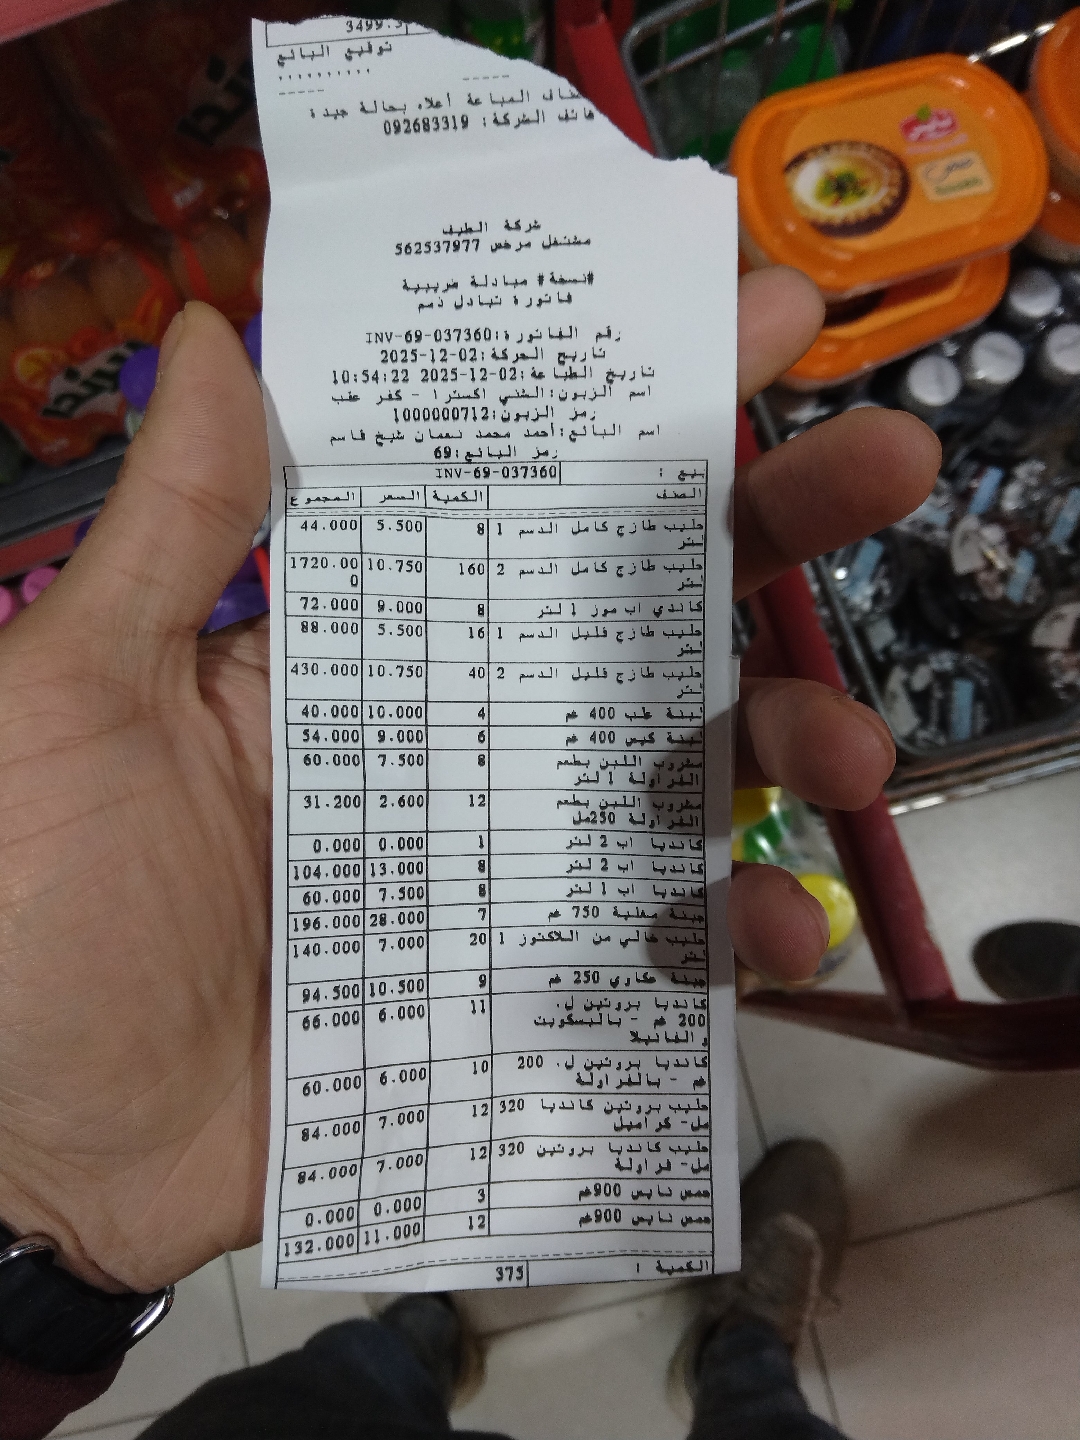 3499.5
توقيع البائع
..........
المباعة أعلاه بحالة جيدة
هاتف الشركة: 092683319
شركة الطيف
مشتغل مرخص 562537977
#نسخة# مبادلة ضريبية
فاتورة تبادل ذمم
رقم الفاتورة:INV-69-037360
تاريخ الحركة:2025-12-02
تاريخ الطباعة:2025-12-02 10:54:22
اسم الزبون:الشني اكسترا - كفر عقب
رمز الزبون:1000000712
اسم البائع:أحمد محمد نعمان شيخ قاسم
رمز البائع:69
بيع : INV-69-037360
الصنف الكمية السعر المجموع
حليب طازج كامل الدسم 1 8 5.500 44.000
لتر
حليب طازج كامل الدسم 2 160 10.750 1720.00
لتر 0
كاندي اب موز 1 لتر 8 9.000 72.000
حليب طازج قليل الدسم 1 16 5.500 88.000
لتر
حليب طازج قليل الدسم 2 40 10.750 430.000
لتر
لبنة علب 400 غم 4 10.000 40.000
لبنة كيس 400 غم 6 9.000 54.000
مشروب اللبن بطعم 8 7.500 60.000
الفراولة 1 لتر
مشروب اللبن بطعم 12 2.600 31.200
الفراولة 250مل
كانديا اب 2 لتر 1 0.000 0.000
كانديا اب 2 لتر 8 13.000 104.000
كانديا اب 1 لتر 8 7.500 60.000
جبنة مغلية 750 غم 7 28.000 196.000
حليب خالي من اللاكتوز 1 20 7.000 140.000
لتر
جبنة عكاوي 250 غم 9 10.500 94.500
كانديا بروتين ل. 11 6.000 66.000
200 غم - بالبسكويت
والفانيلا
كانديا بروتين ل. 200 10 6.000 60.000
غم - بالفراولة
حليب بروتين كانديا 320 12 7.000 84.000
مل- كراميل
حليب كانديا بروتين 320 12 7.000 84.000
مل- فراولة
حمص نابس 900غم 3 0.000 0.000
حمص نابس 900غم 12 11.000 132.000
الكمية : 375